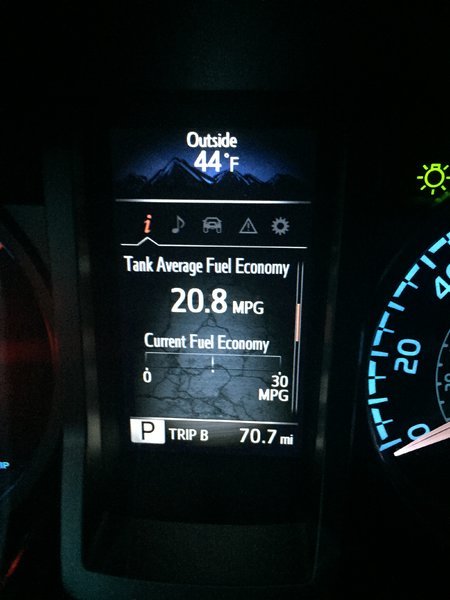 Outside
44°F
i
Tank Average Fuel Economy
20.8 MPG
Current Fuel Economy
0 30
MPG
P TRIP B 70.7 mi
20
0